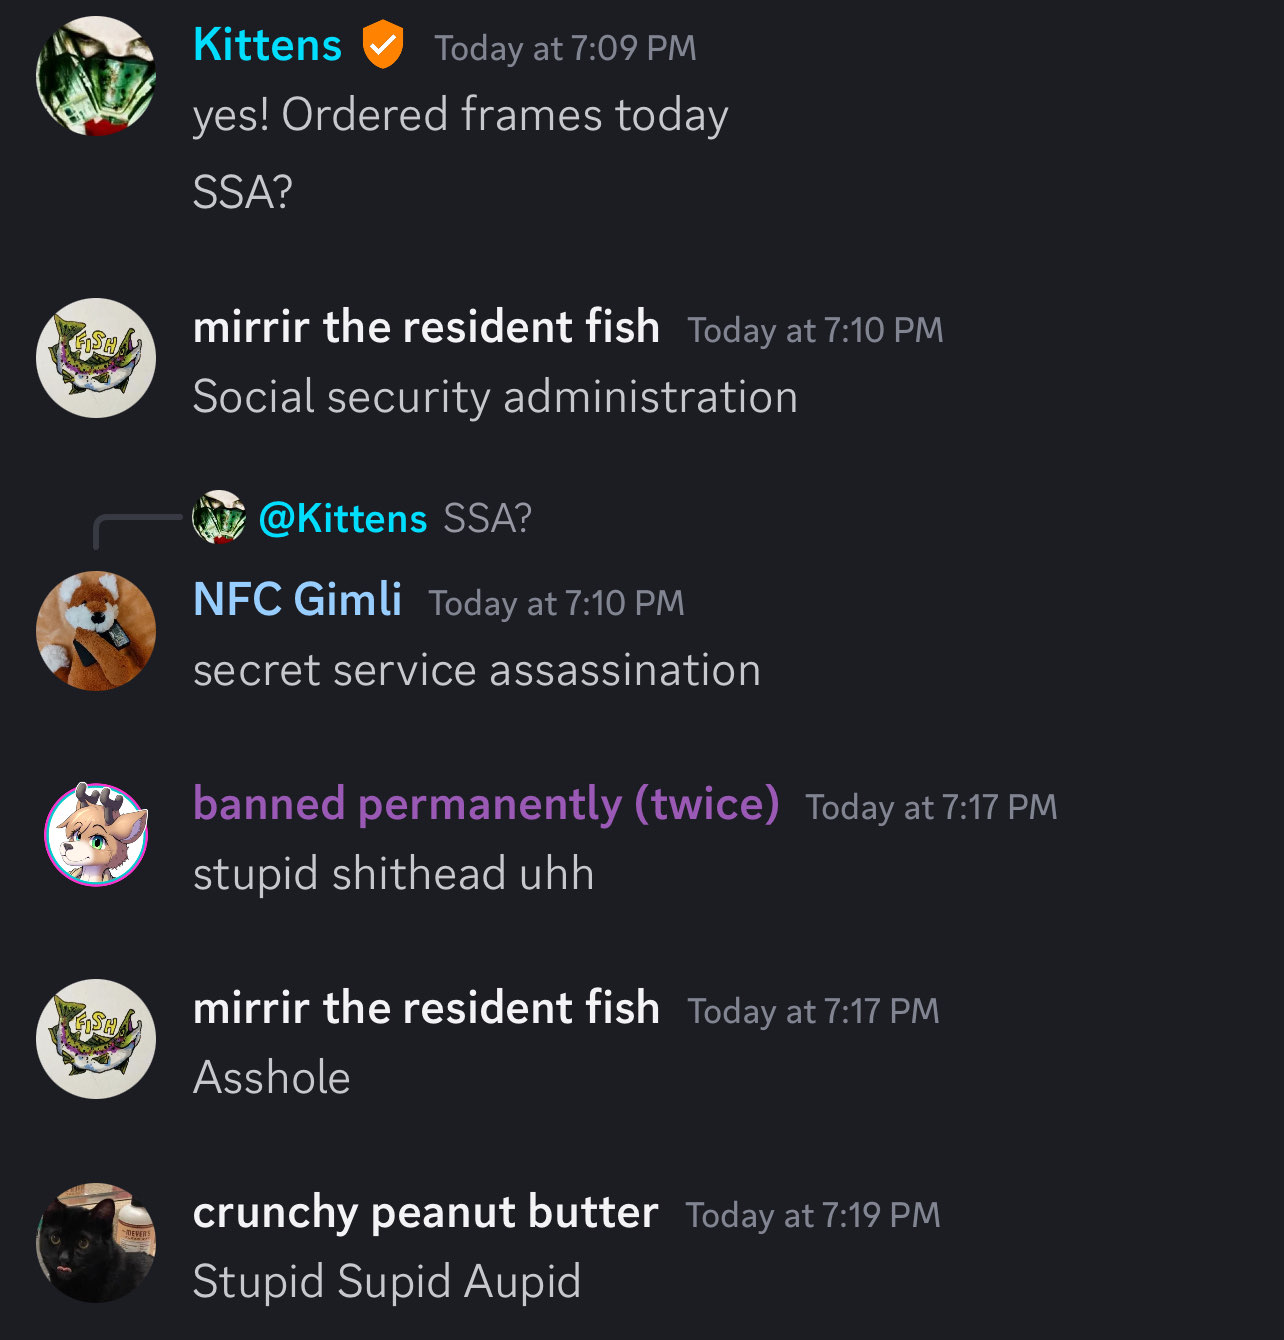 Kittens Today at 7:09 PM
yes! Ordered frames today
SSA?
FISH
mirrir the resident fish Today at 7:10 PM
Social security administration
@Kittens SSA?
NFC Gimli Today at 7:10 PM
secret service assassination
banned permanently (twice) Today at 7:17 PM
stupid shithead uhh
FISH
mirrir the resident fish Today at 7:17 PM
Asshole
MEYER'S
crunchy peanut butter Today at 7:19 PM
Stupid Supid Aupid